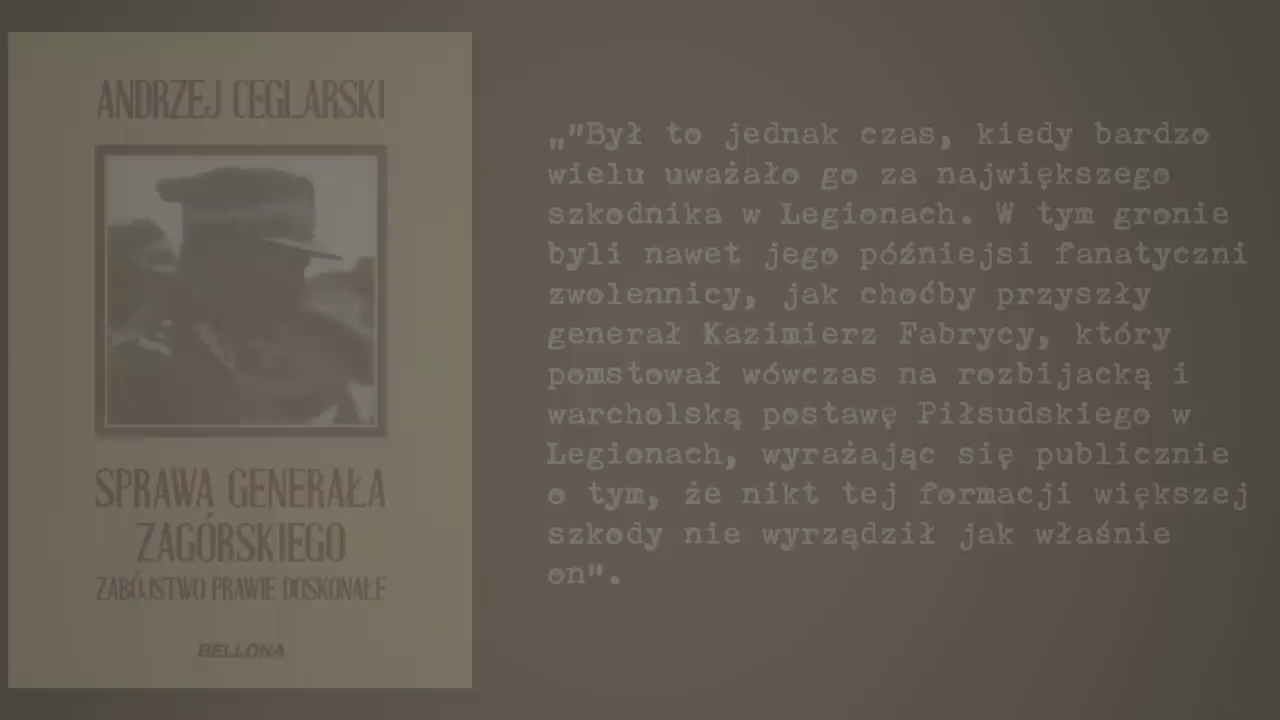 ANDRZEJ CEGLARSKI
SPRAWA GENERAŁA
ZAGÓRSKIEGO
ZABÓJSTWO PRAWIE DOSKONAŁE
BELLONA
„"Był to jednak czas, kiedy bardzo
wielu uważało go za największego
szkodnika w Legionach. W tym gronie
byli nawet jego późniejsi fanatyczni
zwolennicy, jak choćby przyszły
generał Kazimierz Fabrycy, który
pomstował wówczas na rozbijacką i
warcholską postawę Piłsudskiego w
Legionach, wyrażając się publicznie
o tym, że nikt tej formacji większej
szkody nie wyrządził jak właśnie
on".